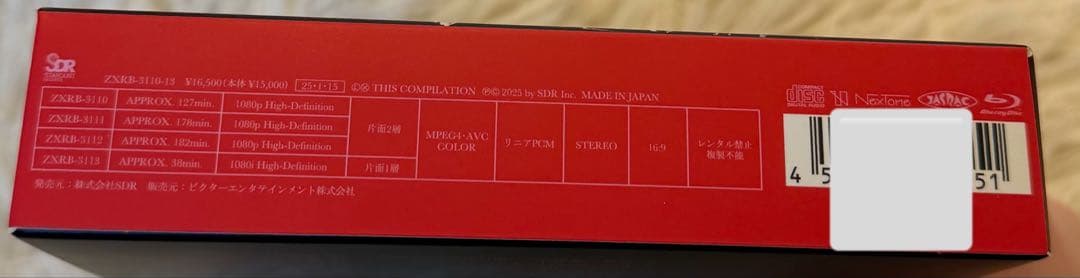 SDR
STARDUST
RECORDS
ZXRB-3110-13 ¥16,500(本体 ¥15,000) 25・1・15 THIS COMPILATION ℗© 2025 by SDR Inc. MADE IN JAPAN
ZXRB-3110 APPROX. 127min. 1080p High-Definition
ZXRB-3111 APPROX. 178min. 1080p High-Definition
ZXRB-3112 APPROX. 182min. 1080p High-Definition
ZXRB-3113 APPROX. 38min. 1080i High-Definition
片面2層
片面1層
MPEG4・AVC
COLOR
リニアPCM
STEREO
16:9
レンタル禁止
複製不能
発売元：株式会社SDR 販売元：ビクターエンタテインメント株式会社
COMPACT
disc
DIGITAL AUDIO
NexTone
JASRAC
Blu-ray Disc
4 5 51